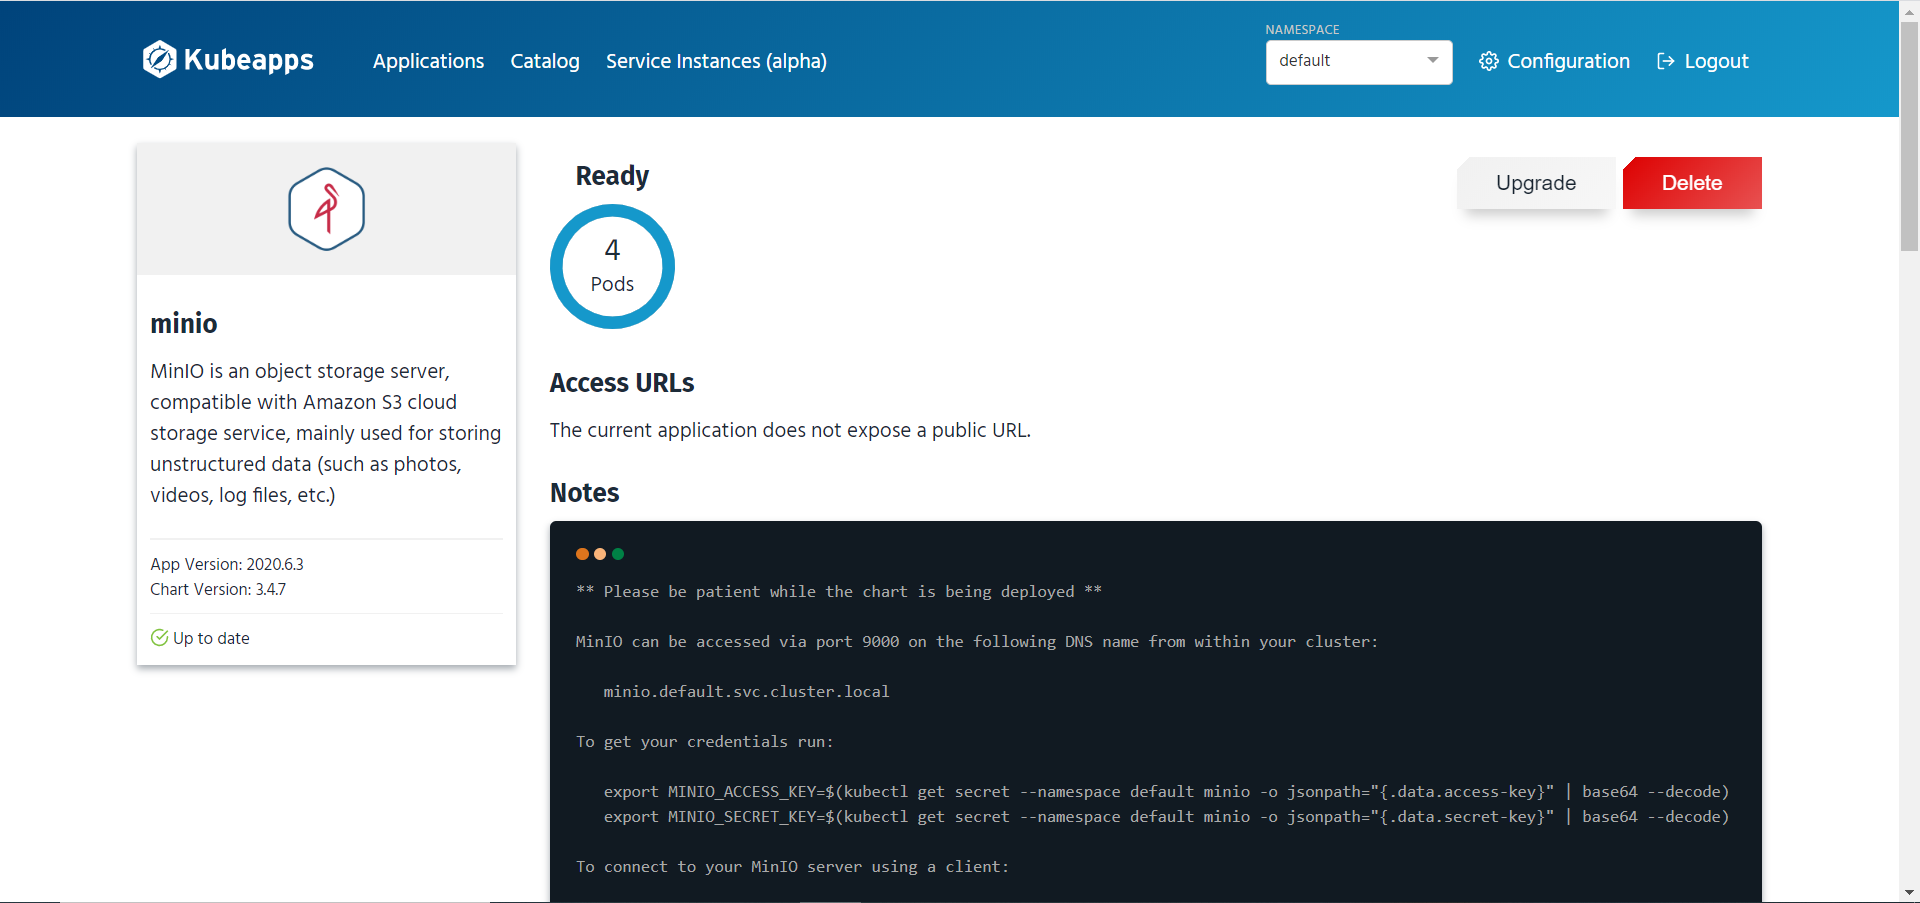 Kubeapps
Applications
Catalog
Service Instances (alpha)
NAMESPACE
default
Configuration
Logout
minio
MinIO is an object storage server,
compatible with Amazon S3 cloud
storage service, mainly used for storing
unstructured data (such as photos,
videos, log files, etc.)
App Version: 2020.6.3
Chart Version: 3.4.7
Up to date
Ready
4
Pods
Upgrade
Delete
Access URLs
The current application does not expose a public URL.
Notes
** Please be patient while the chart is being deployed **
MinIO can be accessed via port 9000 on the following DNS name from within your cluster:
minio.default.svc.cluster.local
To get your credentials run:
export MINIO_ACCESS_KEY=$(kubectl get secret --namespace default minio -o jsonpath="{.data.access-key}" | base64 --decode)
export MINIO_SECRET_KEY=$(kubectl get secret --namespace default minio -o jsonpath="{.data.secret-key}" | base64 --decode)
To connect to your MinIO server using a client: